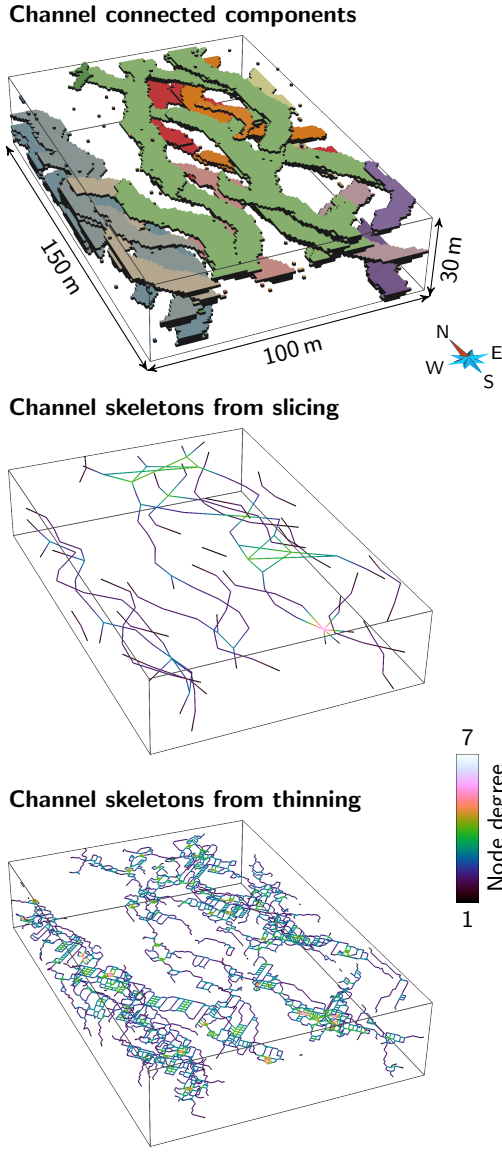 Channel connected components
150 m
100 m
30 m
N
E
W
S
Channel skeletons from slicing
7
Node degree
1
Channel skeletons from thinning